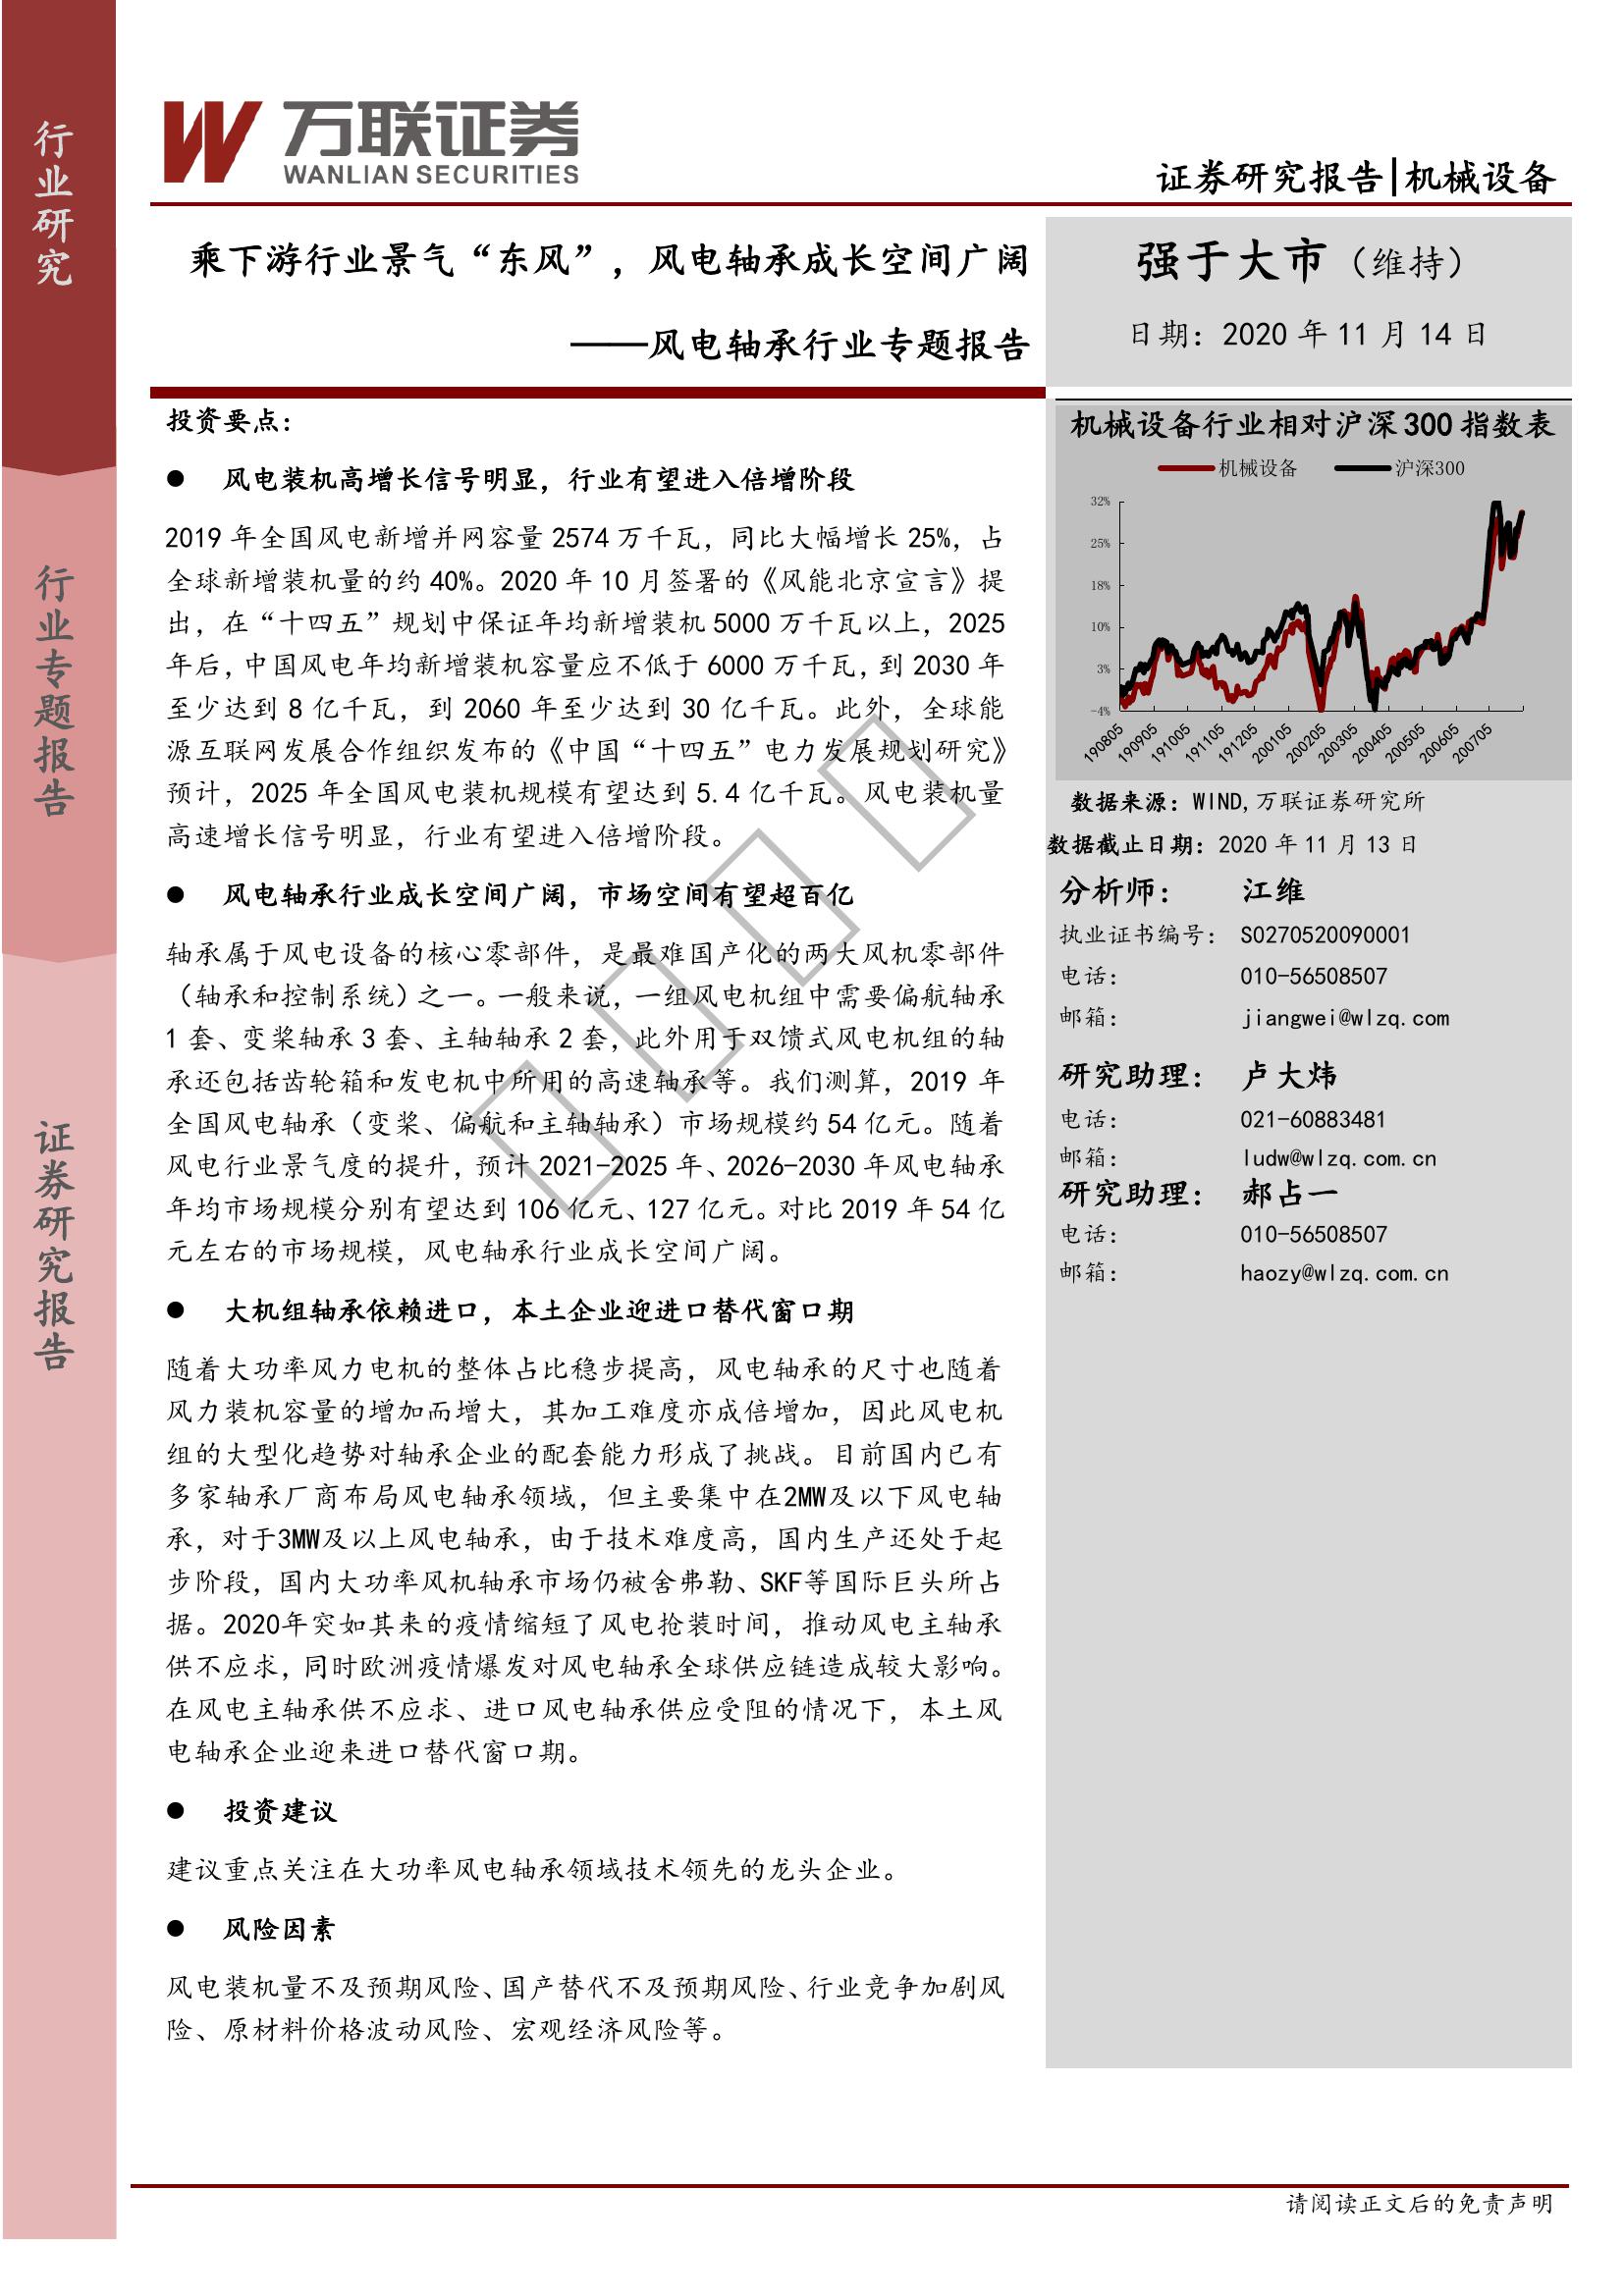 行业研究
行业专题报告
证券研究报告
万联证券
WANLIAN SECURITIES
证券研究报告|机械设备
乘下游行业景气“东风”，风电轴承成长空间广阔
——风电轴承行业专题报告
强于大市（维持）
日期：2020 年 11 月 14 日
投资要点：
● 风电装机高增长信号明显，行业有望进入倍增阶段
2019 年全国风电新增并网容量 2574 万千瓦，同比大幅增长 25%，占
全球新增装机量的约 40%。2020 年 10 月签署的《风能北京宣言》提
出，在“十四五”规划中保证年均新增装机 5000 万千瓦以上，2025
年后，中国风电年均新增装机容量应不低于 6000 万千瓦，到 2030 年
至少达到 8 亿千瓦，到 2060 年至少达到 30 亿千瓦。此外，全球能
源互联网发展合作组织发布的《中国“十四五”电力发展规划研究》
预计，2025 年全国风电装机规模有望达到 5.4 亿千瓦。风电装机量
高速增长信号明显，行业有望进入倍增阶段。
● 风电轴承行业成长空间广阔，市场空间有望超百亿
轴承属于风电设备的核心零部件，是最难国产化的两大风机零部件
（轴承和控制系统）之一。一般来说，一组风电机组中需要偏航轴承
1 套、变桨轴承 3 套、主轴轴承 2 套，此外用于双馈式风电机组的轴
承还包括齿轮箱和发电机中所用的高速轴承等。我们测算，2019 年
全国风电轴承（变桨、偏航和主轴轴承）市场规模约 54 亿元。随着
风电行业景气度的提升，预计 2021-2025 年、2026-2030 年风电轴承
年均市场规模分别有望达到 106 亿元、127 亿元。对比 2019 年 54 亿
元左右的市场规模，风电轴承行业成长空间广阔。
● 大机组轴承依赖进口，本土企业迎进口替代窗口期
随着大功率风力电机的整体占比稳步提高，风电轴承的尺寸也随着
风力装机容量的增加而增大，其加工难度亦成倍增加，因此风电机
组的大型化趋势对轴承企业的配套能力形成了挑战。目前国内已有
多家轴承厂商布局风电轴承领域，但主要集中在2MW及以下风电轴
承，对于3MW及以上风电轴承，由于技术难度高，国内生产还处于起
步阶段，国内大功率风机轴承市场仍被舍弗勒、SKF等国际巨头所占
据。2020年突如其来的疫情缩短了风电抢装时间，推动风电主轴承
供不应求，同时欧洲疫情爆发对风电轴承全球供应链造成较大影响。
在风电主轴承供不应求、进口风电轴承供应受阻的情况下，本土风
电轴承企业迎来进口替代窗口期。
● 投资建议
建议重点关注在大功率风电轴承领域技术领先的龙头企业。
● 风险因素
风电装机量不及预期风险、国产替代不及预期风险、行业竞争加剧风
险、原材料价格波动风险、宏观经济风险等。
机械设备行业相对沪深 300 指数表
机械设备 沪深300
32%
25%
18%
10%
3%
-4%
190805 190905 191005 191105 191205 200105 200205 200305 200405 200505 200605 200705
数据来源：WIND,万联证券研究所
数据截止日期：2020 年 11 月 13 日
分析师： 江维
执业证书编号： S0270520090001
电话： 010-56508507
邮箱： jiangwei@wlzq.com
研究助理： 卢大炜
电话： 021-60883481
邮箱： ludw@wlzq.com.cn
研究助理： 郝占一
电话： 010-56508507
邮箱： haozy@wlzq.com.cn
请阅读正文后的免责声明